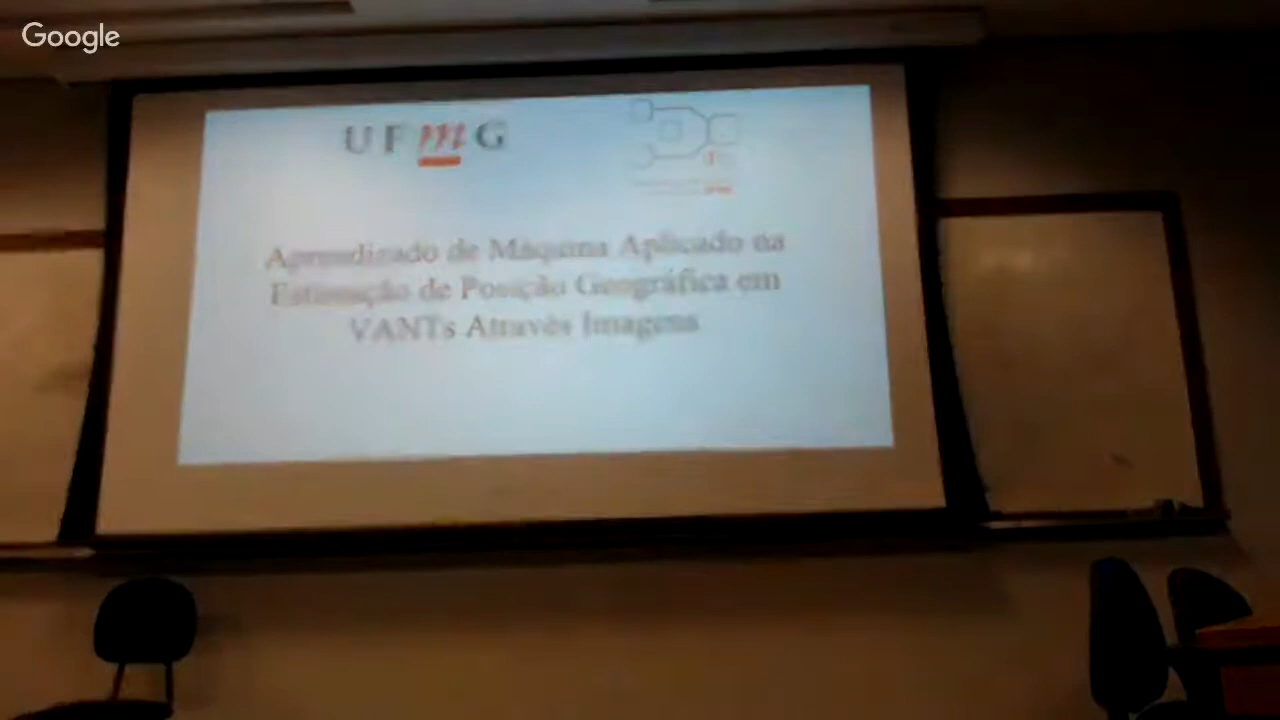 Google
UFmG
Aprendizado de Máquina Aplicado na
Estimação de Posição Geográfica em
VANTs Através Imagens